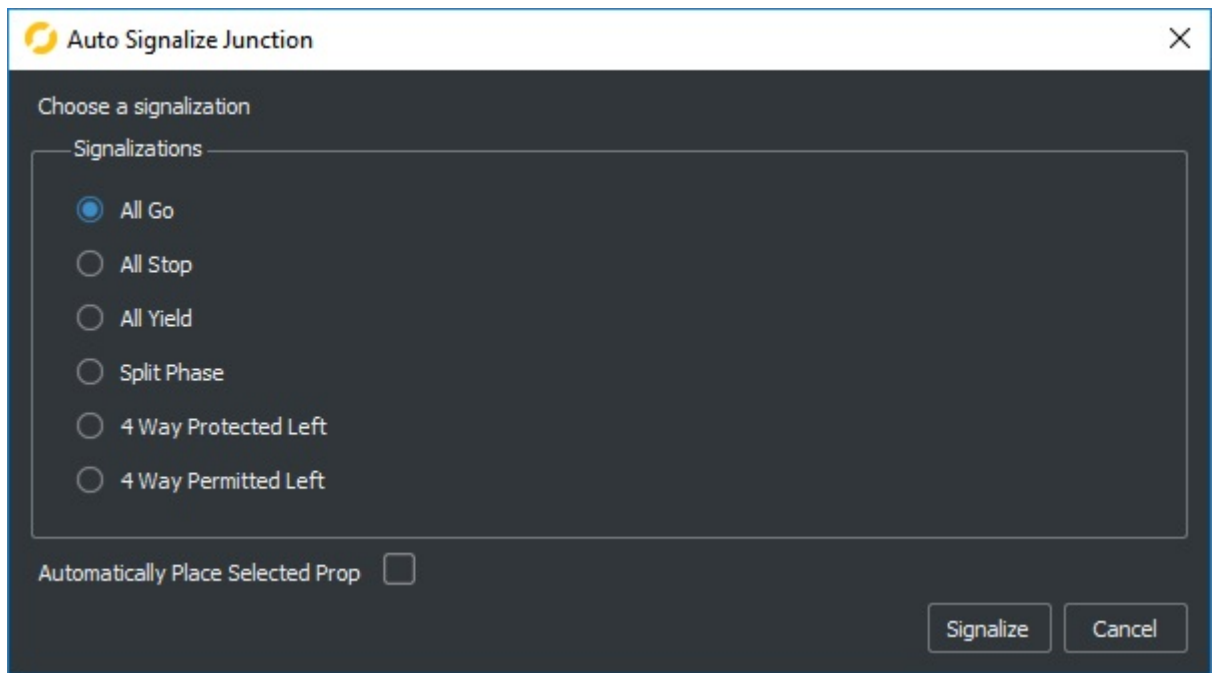 Auto Signalize Junction
Choose a signalization
Signalizations
All Go
All Stop
All Yield
Split Phase
4 Way Protected Left
4 Way Permitted Left
Automatically Place Selected Prop
Signalize Cancel